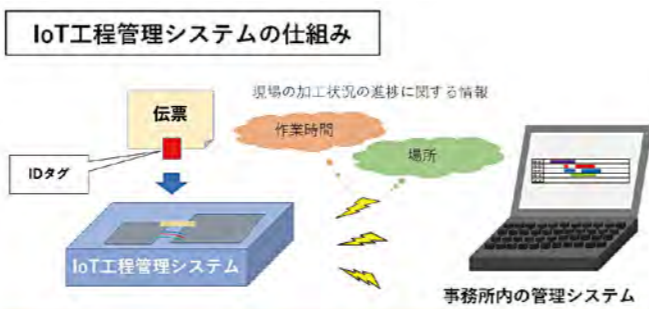 IoT工程管理システムの仕組み
現場の加工状況の進捗に関する情報
伝票
作業時間
場所
IDタグ
IoT工程管理システム
事務所内の管理システム